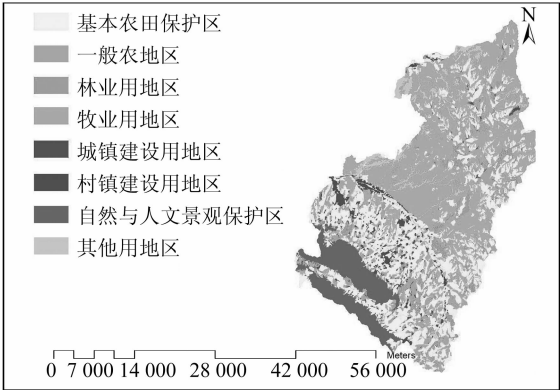 基本农田保护区
一般农地区
林业用地区
牧业用地区
城镇建设用地区
村镇建设用地区
自然与人文景观保护区
其他用地区
N
Meters
0 7 000 14 000 28 000 42 000 56 000